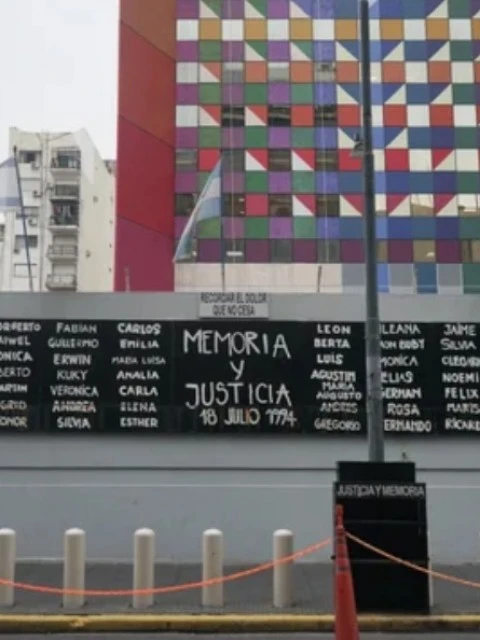 RECORDAR EL DOLOR
QUE NO CESA
FABIAN
GUILLERMO
ERWIN
KUKY
VERONICA
ANDREA
SILVIA
CARLOS
EMILIA
MARIA LUISA
ANALIA
CARLA
ELENA
ESTHER
MEMORIA
Y
JUSTICIA
18 JULIO 1994
LEON
BERTA
LUIS
AGUSTIN
MARIA
AUGUSTO
ANDRES
GREGORIO
ILEANA
MONICA
ELIAS
GERMAN
ROSA
FERNANDO
JAIME
SILVIA
NOEMI
FELIX
JUSTICIA Y MEMORIA